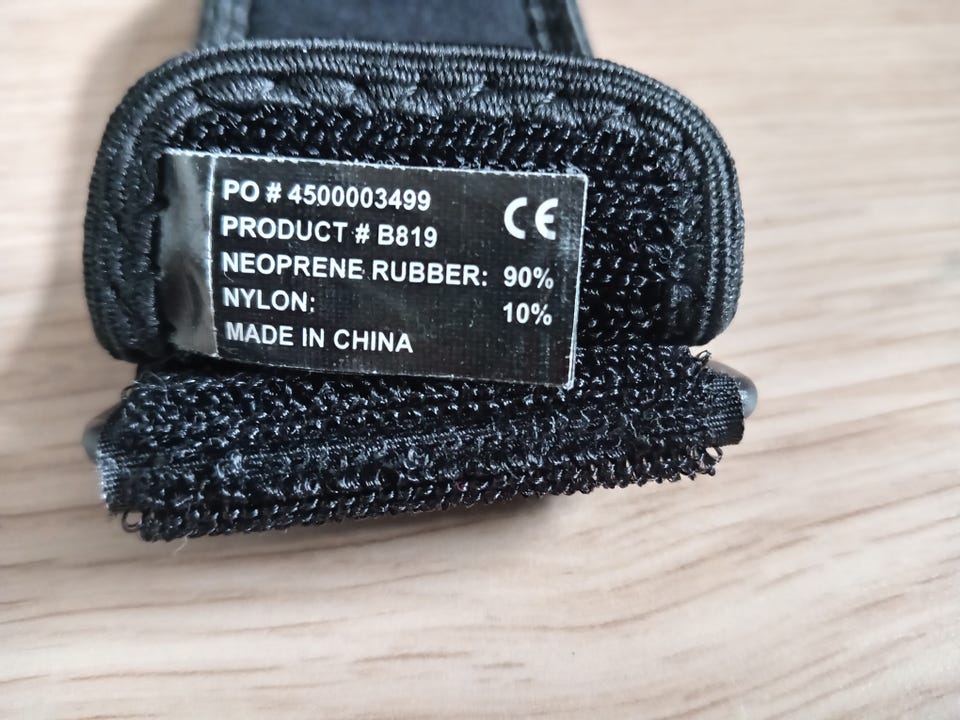 PO # 4500003499
CE
PRODUCT # B819
NEOPRENE RUBBER: 90%
NYLON: 10%
MADE IN CHINA